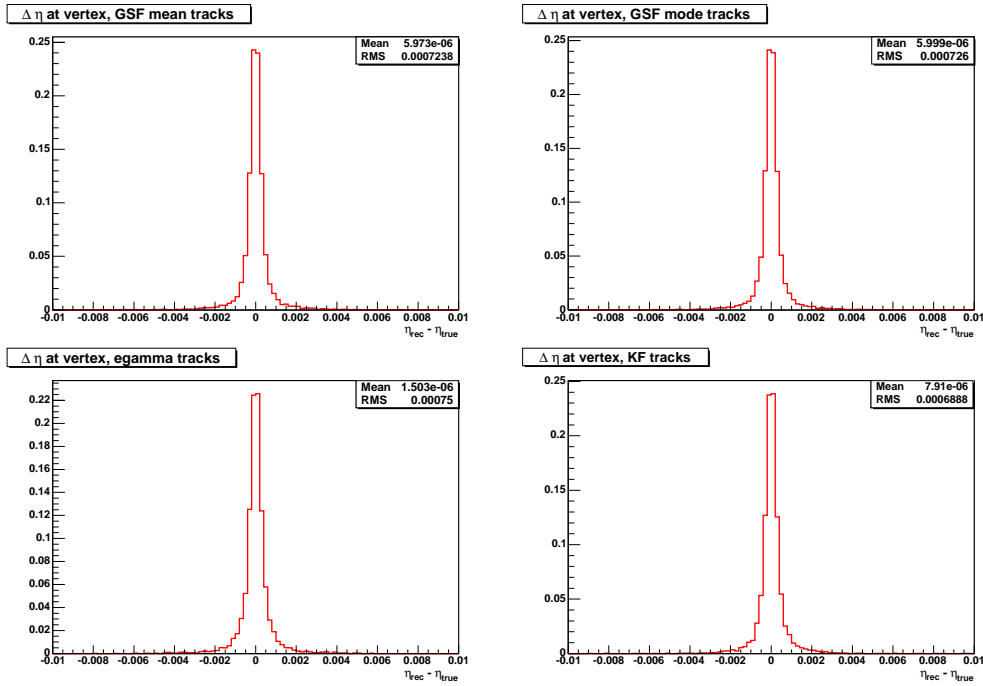 Δ η at vertex, GSF mean tracks
Mean 5.973e-06
RMS 0.0007238
0.25
0.2
0.15
0.1
0.05
0
-0.01 -0.008 -0.006 -0.004 -0.002 0 0.002 0.004 0.006 0.008 0.01
ηrec - ηtrue
Δ η at vertex, GSF mode tracks
Mean 5.999e-06
RMS 0.000726
0.25
0.2
0.15
0.1
0.05
0
-0.01 -0.008 -0.006 -0.004 -0.002 0 0.002 0.004 0.006 0.008 0.01
ηrec - ηtrue
Δ η at vertex, egamma tracks
Mean 1.503e-06
RMS 0.00075
0.22
0.2
0.18
0.16
0.14
0.12
0.1
0.08
0.06
0.04
0.02
0
-0.01 -0.008 -0.006 -0.004 -0.002 0 0.002 0.004 0.006 0.008 0.01
ηrec - ηtrue
Δ η at vertex, KF tracks
Mean 7.91e-06
RMS 0.0006888
0.25
0.2
0.15
0.1
0.05
0
-0.01 -0.008 -0.006 -0.004 -0.002 0 0.002 0.004 0.006 0.008 0.01
ηrec - ηtrue